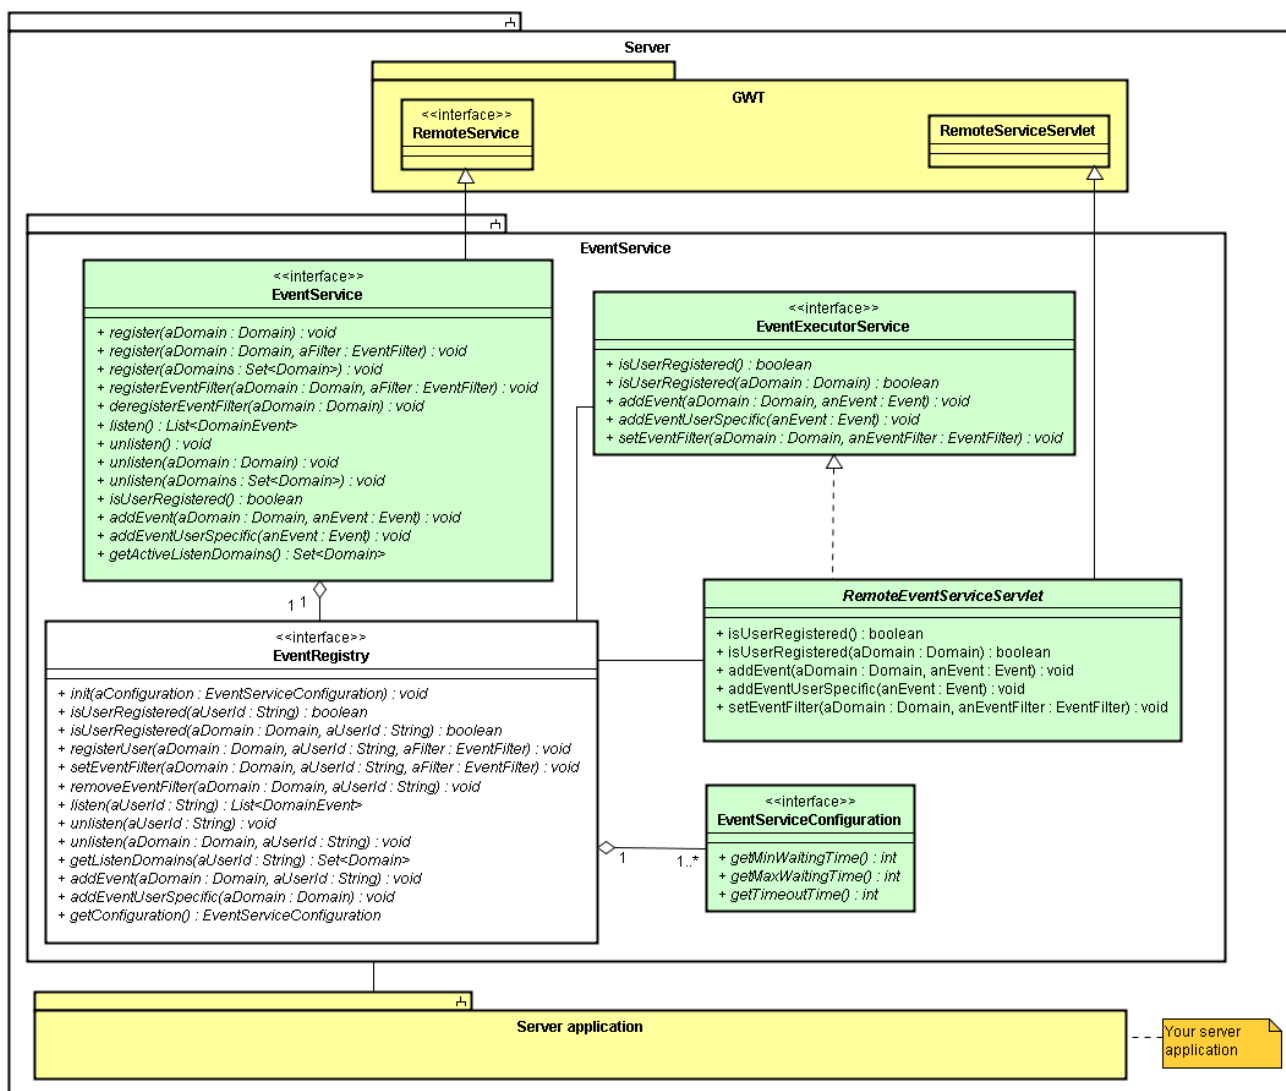 Server
GWT
<<interface>>
RemoteService
RemoteServiceServlet
EventService
<<interface>>
EventService
+ register(aDomain : Domain) : void
+ register(aDomain : Domain, aFilter : EventFilter) : void
+ register(aDomains : Set<Domain>) : void
+ registerEventFilter(aDomain : Domain, aFilter : EventFilter) : void
+ deregisterEventFilter(aDomain : Domain) : void
+ listen() : List<DomainEvent>
+ unlisten() : void
+ unlisten(aDomain : Domain) : void
+ unlisten(aDomains : Set<Domain>) : void
+ isUserRegistered() : boolean
+ addEvent(aDomain : Domain, anEvent : Event) : void
+ addEventUserSpecific(anEvent : Event) : void
+ getActiveListenDomains() : Set<Domain>
<<interface>>
EventExecutorService
+ isUserRegistered() : boolean
+ isUserRegistered(aDomain : Domain) : boolean
+ addEvent(aDomain : Domain, anEvent : Event) : void
+ addEventUserSpecific(anEvent : Event) : void
+ setEventFilter(aDomain : Domain, anEventFilter : EventFilter) : void
1 1
<<interface>>
EventRegistry
+ init(aConfiguration : EventServiceConfiguration) : void
+ isUserRegistered(aUserId : String) : boolean
+ isUserRegistered(aDomain : Domain, aUserId : String) : boolean
+ registerUser(aDomain : Domain, aUserId : String, aFilter : EventFilter) : void
+ setEventFilter(aDomain : Domain, aUserId : String, aFilter : EventFilter) : void
+ removeEventFilter(aDomain : Domain, aUserId : String) : void
+ listen(aUserId : String) : List<DomainEvent>
+ unlisten(aUserId : String) : void
+ unlisten(aDomain : Domain, aUserId : String) : void
+ getListenDomains(aUserId : String) : Set<Domain>
+ addEvent(aDomain : Domain, aUserId : String) : void
+ addEventUserSpecific(aDomain : Domain) : void
+ getConfiguration() : EventServiceConfiguration
RemoteEventServiceServlet
+ isUserRegistered() : boolean
+ isUserRegistered(aDomain : Domain) : boolean
+ addEvent(aDomain : Domain, anEvent : Event) : void
+ addEventUserSpecific(anEvent : Event) : void
+ setEventFilter(aDomain : Domain, anEventFilter : EventFilter) : void
1
1..*
<<interface>>
EventServiceConfiguration
+ getMinWaitingTime() : int
+ getMaxWaitingTime() : int
+ getTimeoutTime() : int
Server application
Your server
application